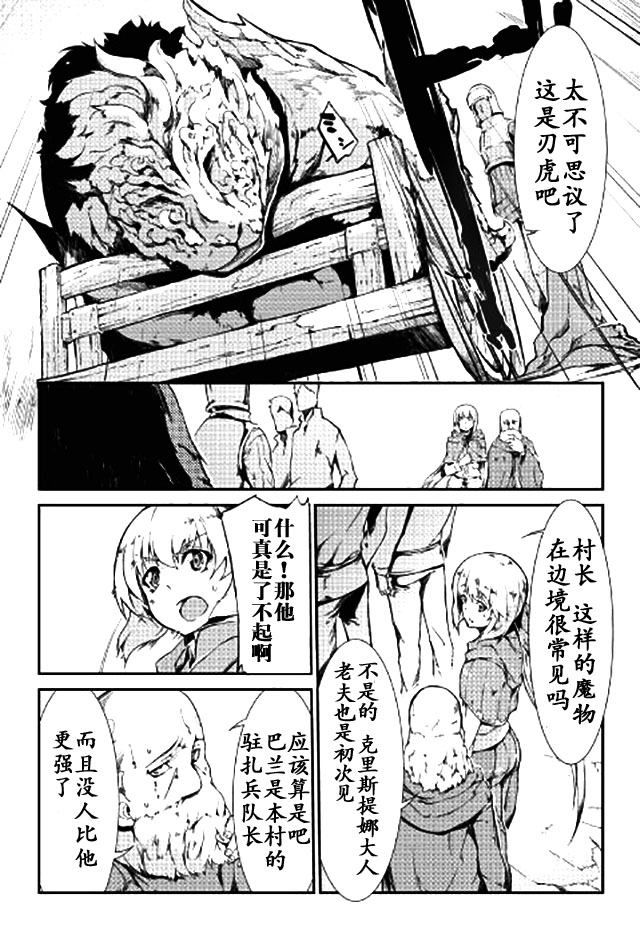 太不可思议了
这是刃虎吧
村长 这样的魔物
在边境很常见吗
不是的 克里斯提娜大人
老夫也是初次见
什么！那他
可真是了不起啊
应该算是吧
巴兰是本村的
驻扎兵队长
而且没人比他
更强了